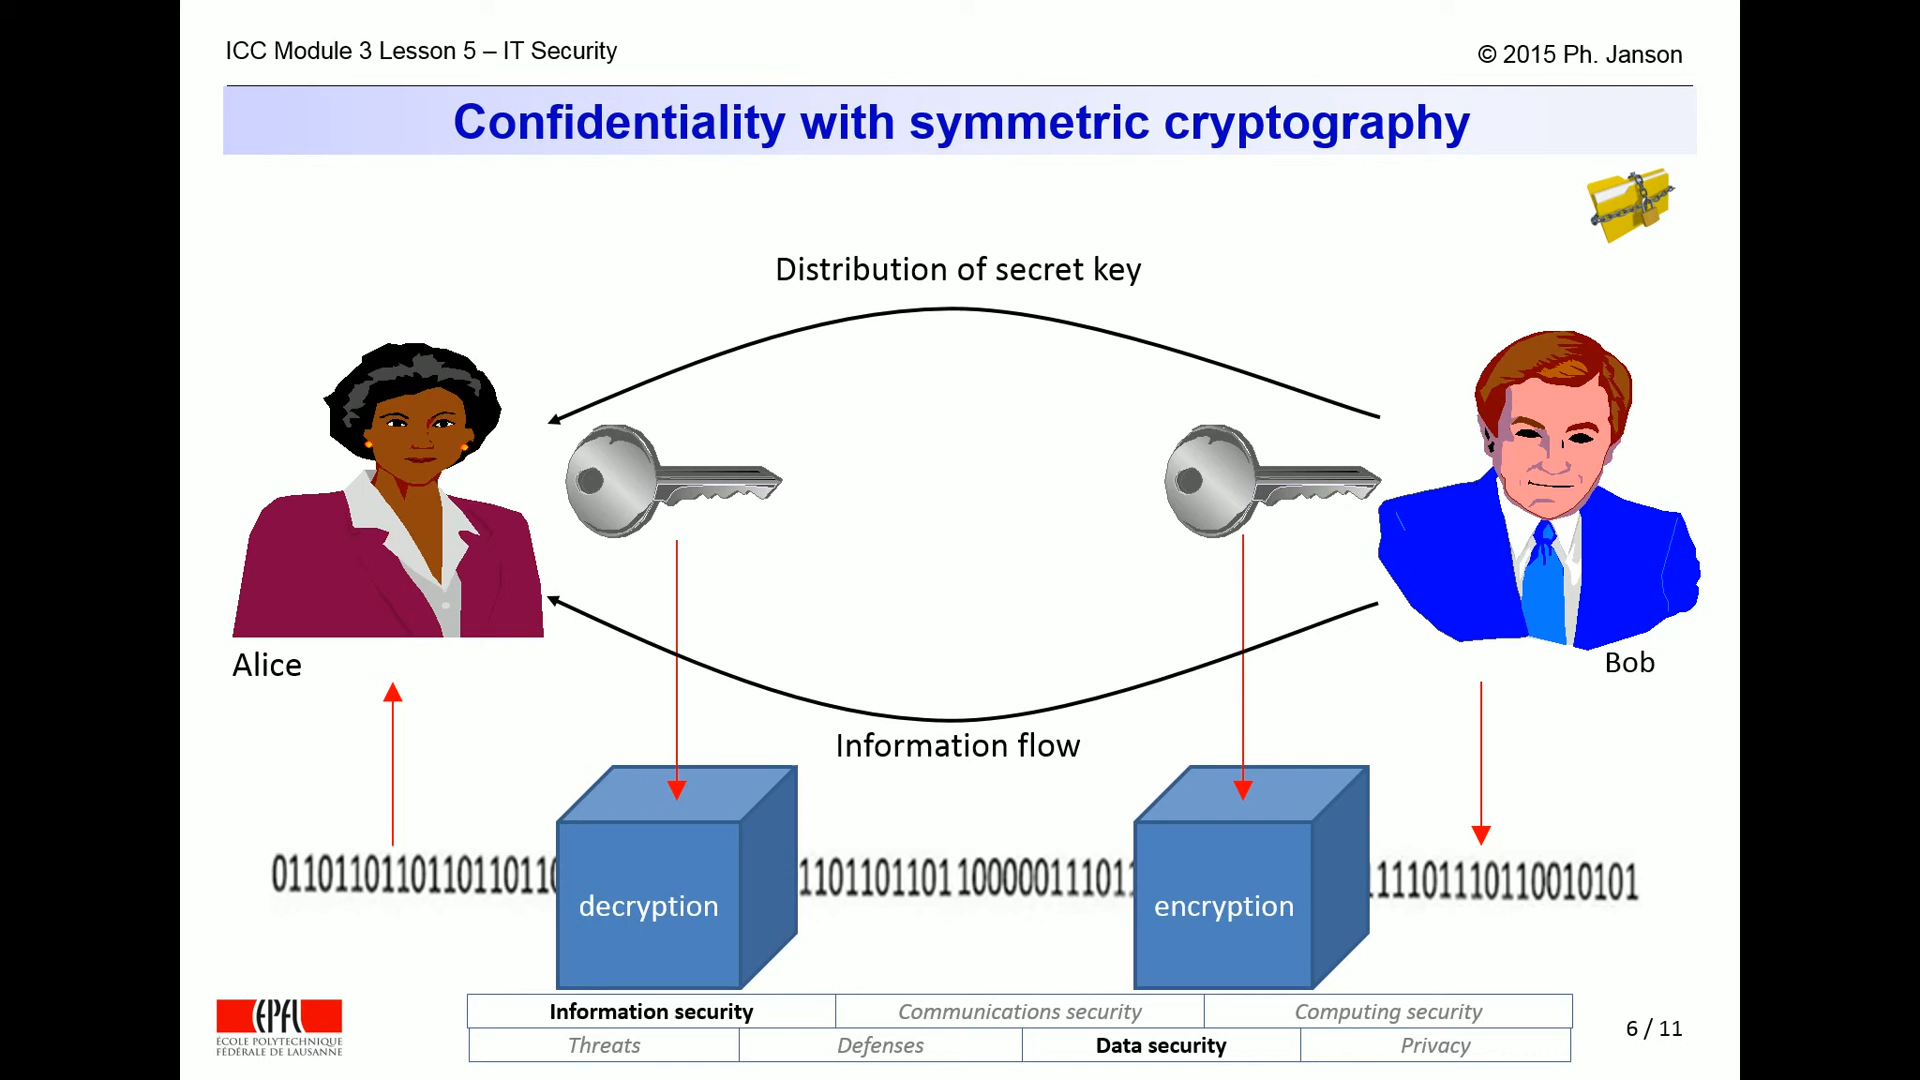 ICC Module 3 Lesson 5 – IT Security
© 2015 Ph. Janson
Confidentiality with symmetric cryptography
Distribution of secret key
Alice
Bob
Information flow
0110110110110110110
110110110110000011101
111101110110010101
decryption
encryption
Information security
Communications security
Computing security
Threats
Defenses
Data security
Privacy
6 / 11
EPFL
ÉCOLE POLYTECHNIQUE
FÉDÉRALE DE LAUSANNE